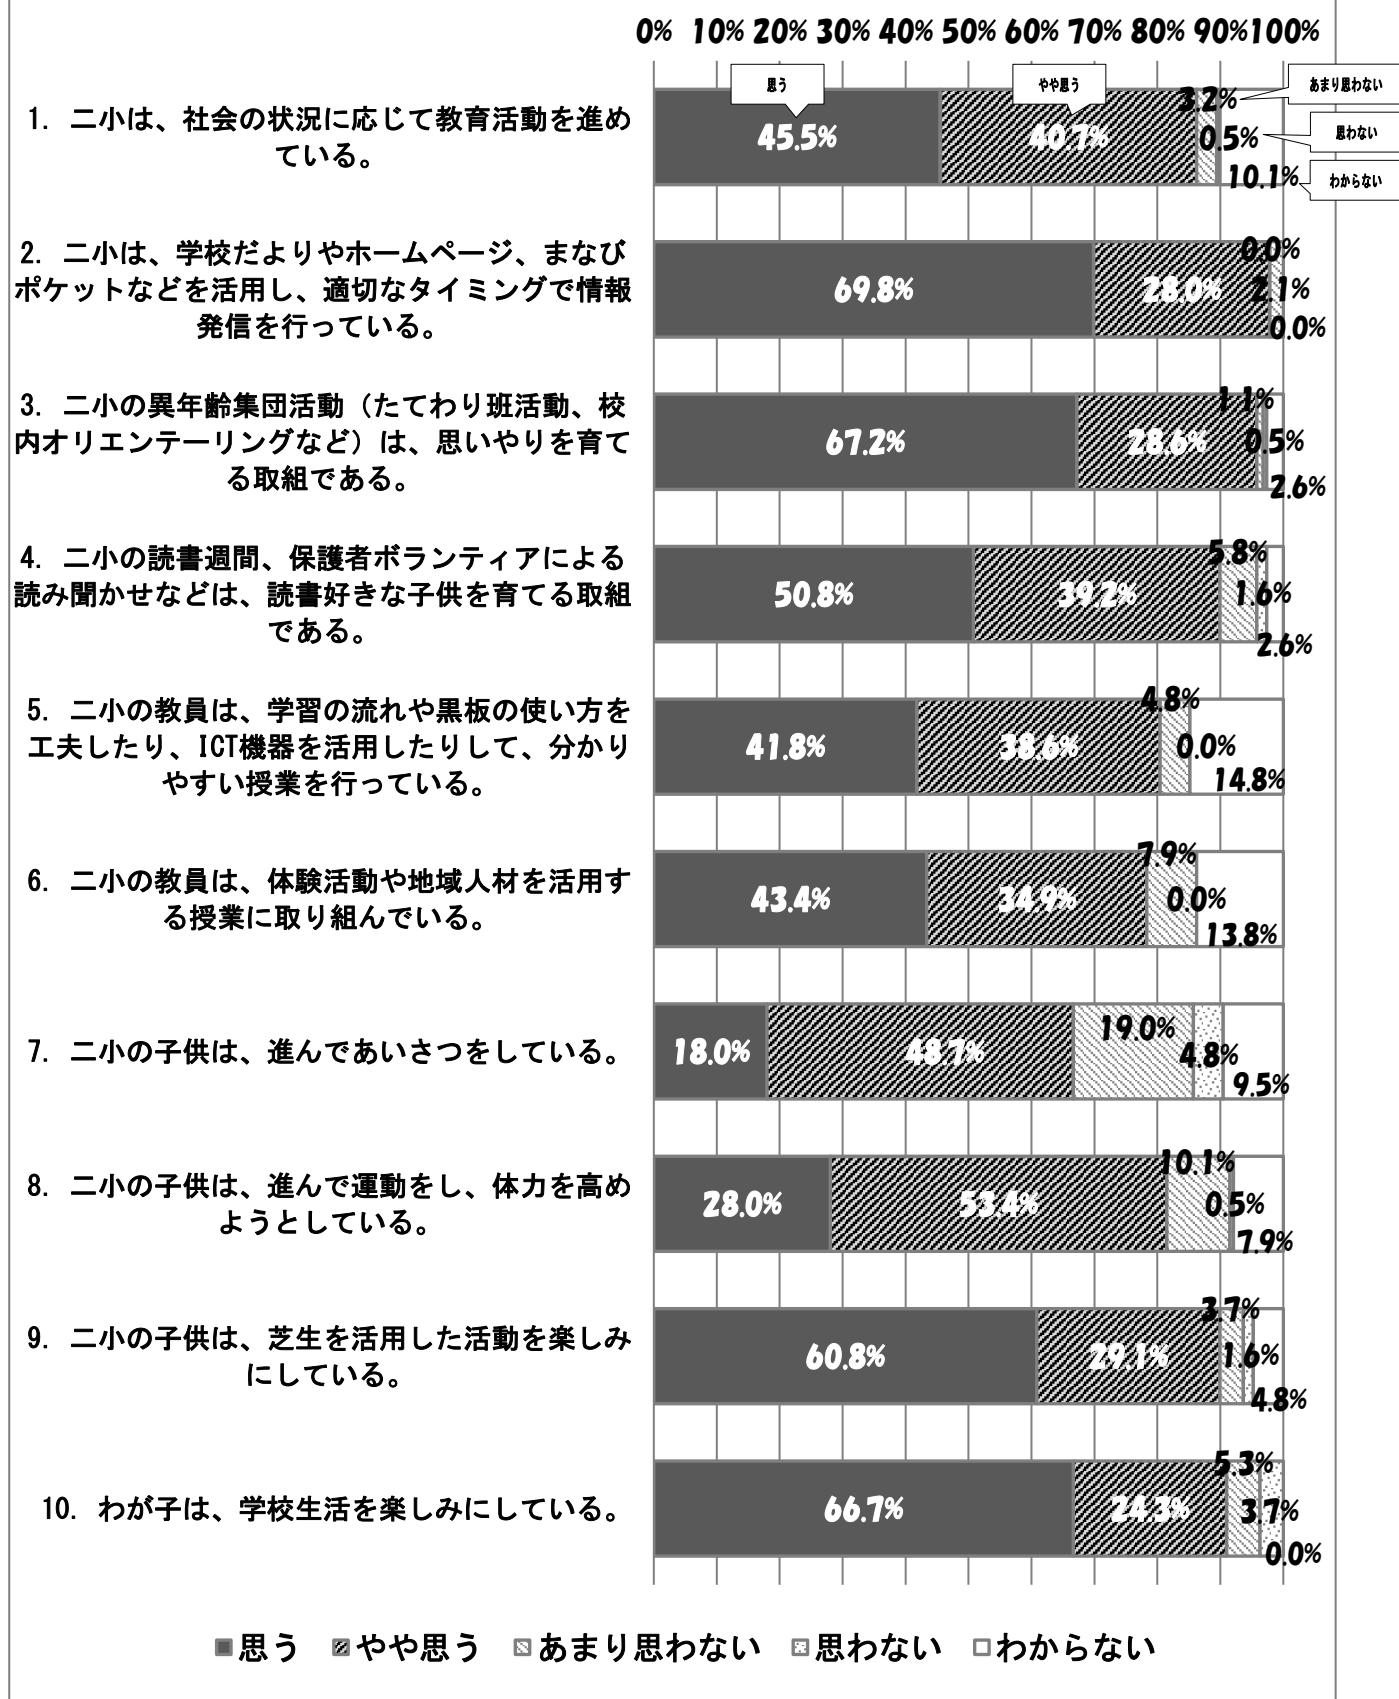 0% 10% 20% 30% 40% 50% 60% 70% 80% 90% 100%
思う
やや思う
あまり思わない
思わない
わからない
1. 二小は、社会の状況に応じて教育活動を進め
ている。
45.5%
40.7%
3.2%
0.5%
10.1%
2. 二小は、学校だよりやホームページ、まなび
ポケットなどを活用し、適切なタイミングで情報
発信を行っている。
69.8%
28.0%
0.0%
2.1%
0.0%
3. 二小の異年齢集団活動（たてわり班活動、校
内オリエンテーリングなど）は、思いやりを育て
る取組である。
67.2%
28.6%
1.1%
0.5%
2.6%
4. 二小の読書週間、保護者ボランティアによる
読み聞かせなどは、読書好きな子供を育てる取組
である。
50.8%
39.2%
5.8%
1.6%
2.6%
5. 二小の教員は、学習の流れや黒板の使い方を
工夫したり、ICT機器を活用したりして、分かり
やすい授業を行っている。
41.8%
38.6%
4.8%
0.0%
14.8%
6. 二小の教員は、体験活動や地域人材を活用す
る授業に取り組んでいる。
43.4%
34.9%
7.9%
0.0%
13.8%
7. 二小の子供は、進んであいさつをしている。
18.0%
48.7%
19.0%
4.8%
9.5%
8. 二小の子供は、進んで運動をし、体力を高め
ようとしている。
28.0%
53.4%
10.1%
0.5%
7.9%
9. 二小の子供は、芝生を活用した活動を楽しみ
にしている。
60.8%
29.1%
3.7%
1.6%
4.8%
10. わが子は、学校生活を楽しみにしている。
66.7%
24.3%
5.3%
3.7%
0.0%
思う やや思う あまり思わない 思わない わからない